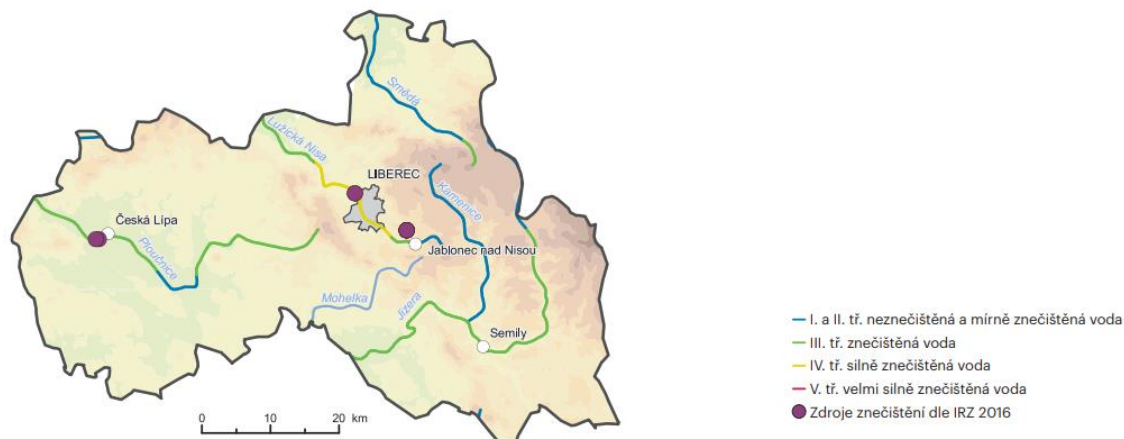 Smědá
Lužická Nisa
LIBEREC
Kamenice
Česká Lípa
Ploučnice
Jablonec nad Nisou
Mohelka
Jizera
Semily
0 10 20 km
I. a II. tř. neznečištěná a mírně znečištěná voda
III. tř. znečištěná voda
IV. tř. silně znečištěná voda
V. tř. velmi silně znečištěná voda
Zdroje znečištění dle IRZ 2016